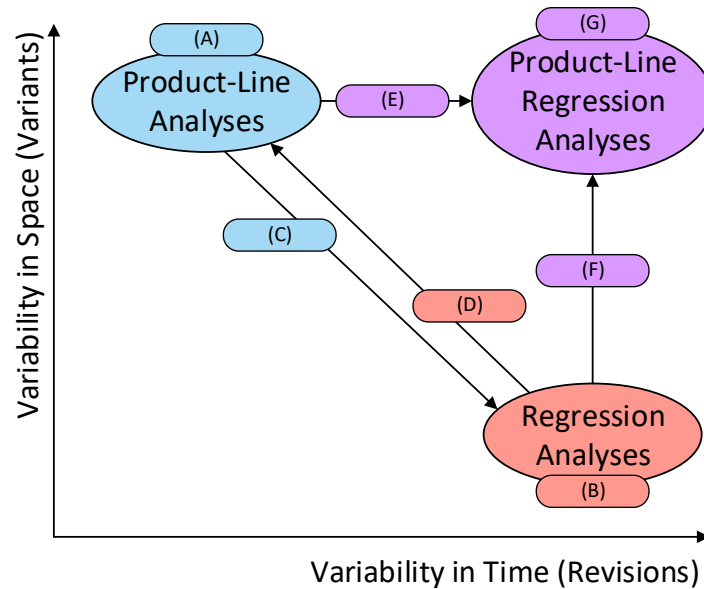 (A)
Product-Line
Analyses
(G)
Product-Line
Regression
Analyses
(E)
(C)
(F)
(D)
Regression
Analyses
(B)
Variability in Space (Variants)
Variability in Time (Revisions)